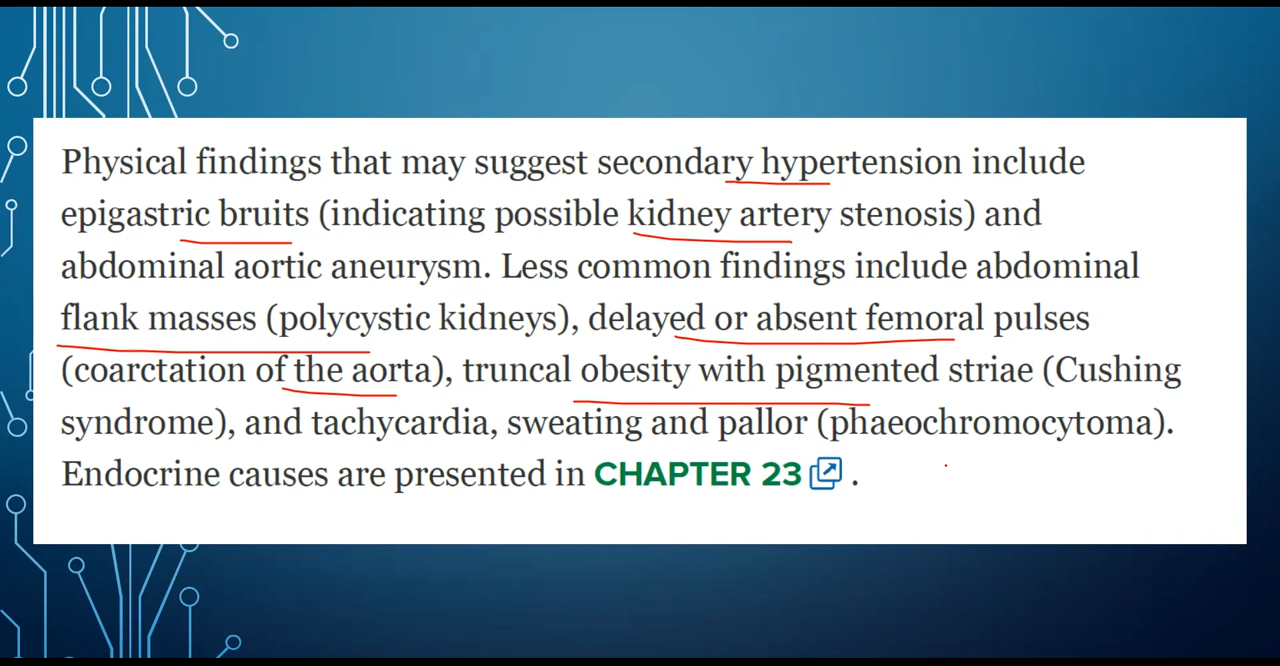 Physical findings that may suggest secondary hypertension include
epigastric bruits (indicating possible kidney artery stenosis) and
abdominal aortic aneurysm. Less common findings include abdominal
flank masses (polycystic kidneys), delayed or absent femoral pulses
(coarctation of the aorta), truncal obesity with pigmented striae (Cushing
syndrome), and tachycardia, sweating and pallor (phaeochromocytoma).
Endocrine causes are presented in CHAPTER 23 .